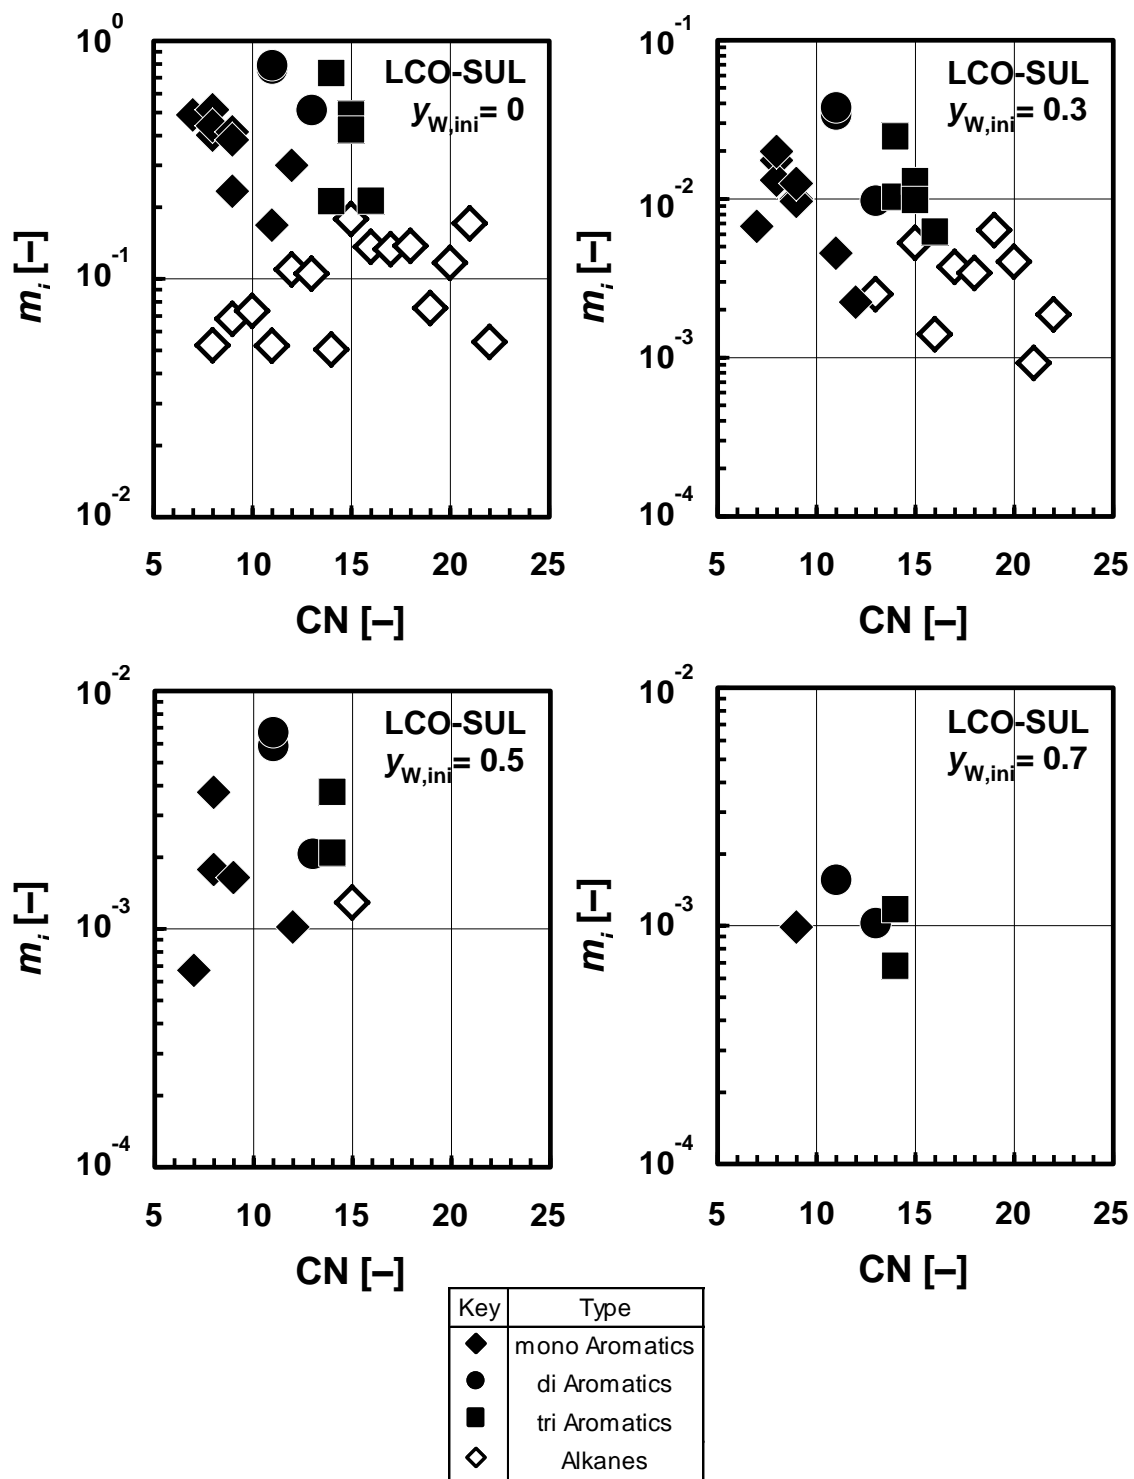 10^0
10^-1
10^-2
5 10 15 20 25
m_i [–]
CN [–]
LCO-SUL
y_W,ini= 0
10^-1
10^-2
10^-3
10^-4
5 10 15 20 25
m_i [–]
CN [–]
LCO-SUL
y_W,ini= 0.3
10^-2
10^-3
10^-4
5 10 15 20 25
m_i [–]
CN [–]
LCO-SUL
y_W,ini= 0.5
10^-2
10^-3
10^-4
5 10 15 20 25
m_i [–]
CN [–]
LCO-SUL
y_W,ini= 0.7
Key Type
mono Aromatics
di Aromatics
tri Aromatics
Alkanes